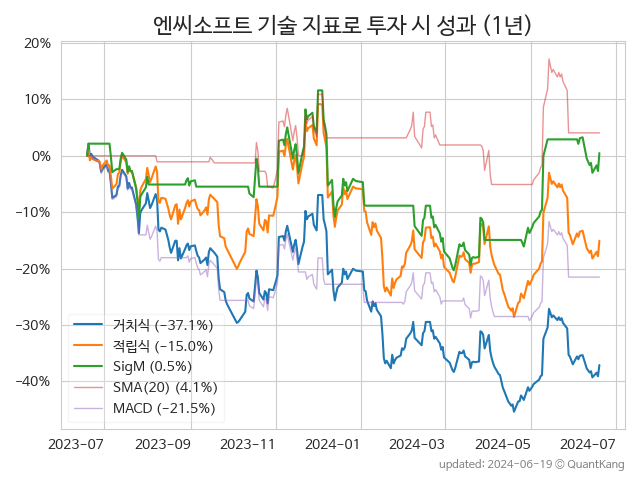 엔씨소프트 기술 지표로 투자 시 성과 (1년)
20%
10%
0%
−10%
−20%
−30%
−40%
거치식 (−37.1%)
적립식 (−15.0%)
SigM (0.5%)
SMA(20) (4.1%)
MACD (−21.5%)
2023−07 2023−09 2023−11 2024−01 2024−03 2024−05 2024−07
updated: 2024−06−19 © QuantKang